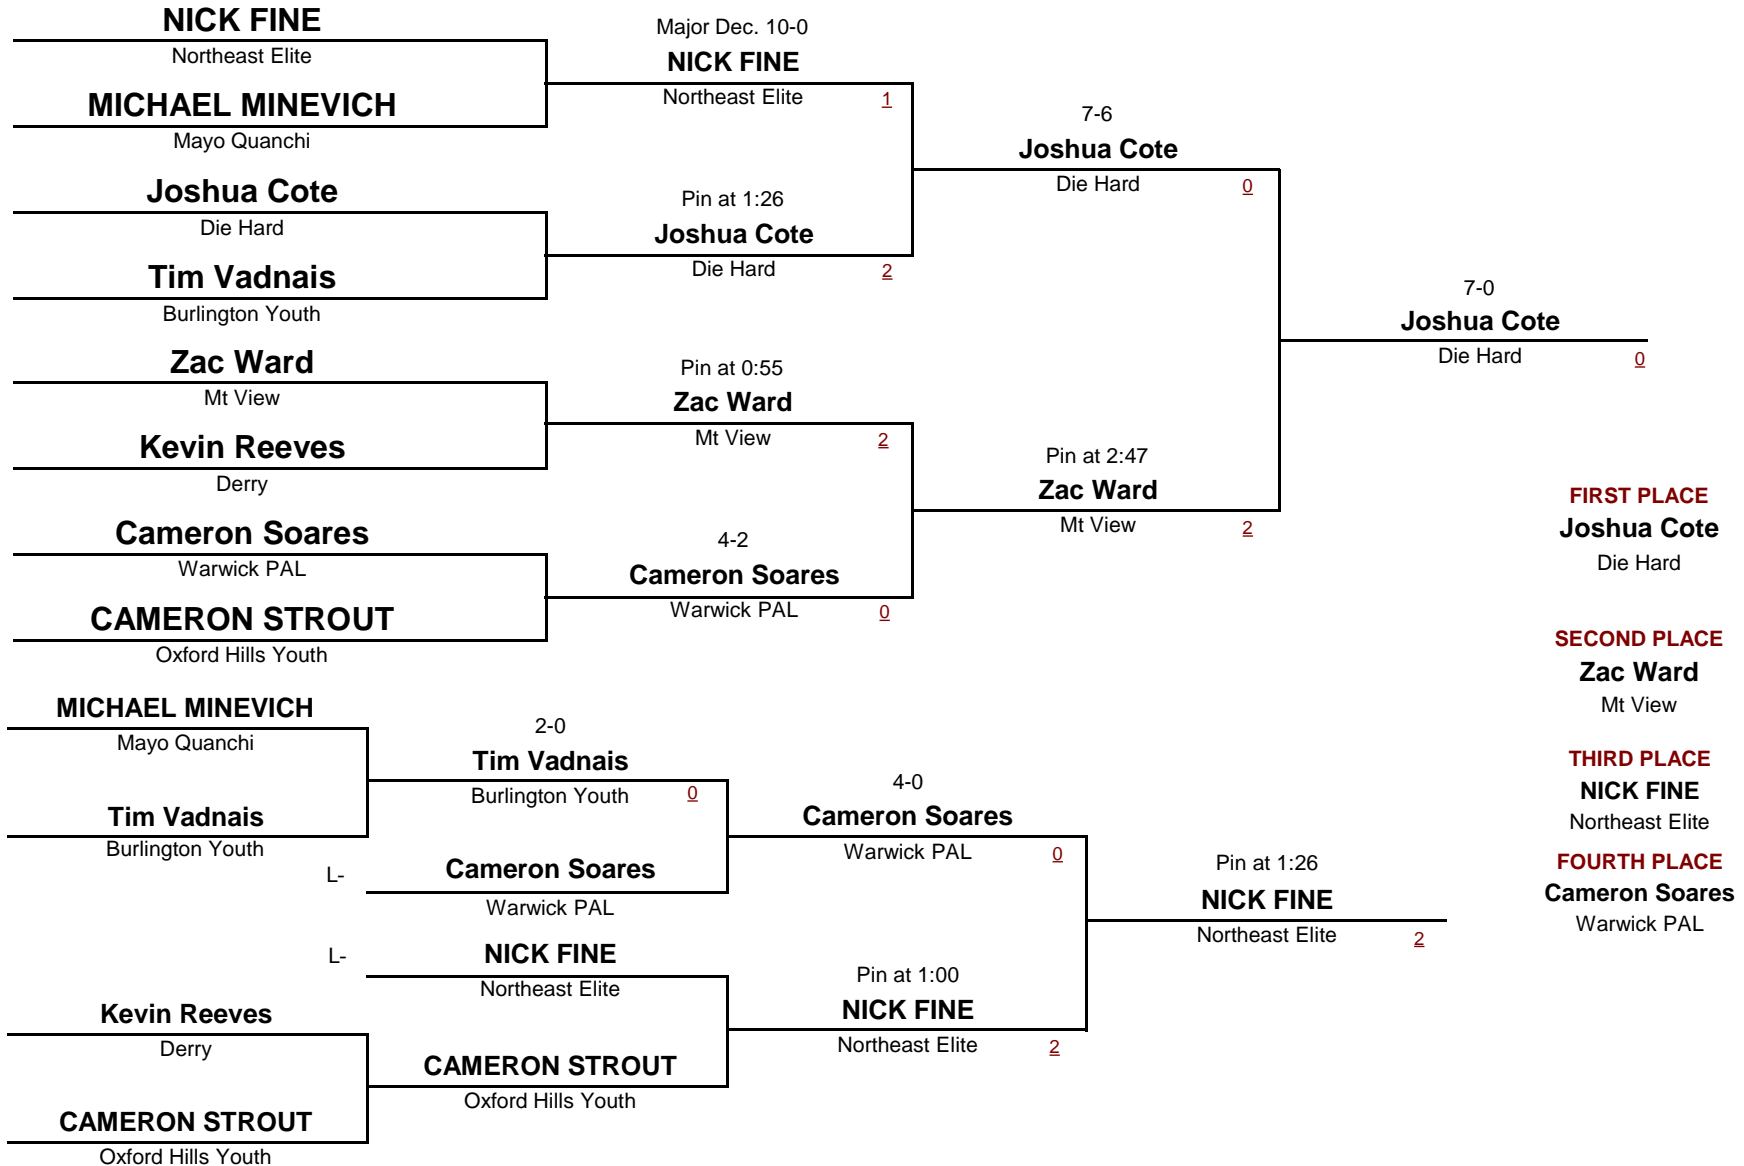 NICK FINE
Northeast Elite
MICHAEL MINEVICH
Mayo Quanchi
Joshua Cote
Die Hard
Tim Vadnais
Burlington Youth
Zac Ward
Mt View
Kevin Reeves
Derry
Cameron Soares
Warwick PAL
CAMERON STROUT
Oxford Hills Youth
Major Dec. 10-0
NICK FINE
Northeast Elite 1
Pin at 1:26
Joshua Cote
Die Hard 2
Pin at 0:55
Zac Ward
Mt View 2
4-2
Cameron Soares
Warwick PAL 0
7-6
Joshua Cote
Die Hard 0
Pin at 2:47
Zac Ward
Mt View 2
7-0
Joshua Cote
Die Hard 0
FIRST PLACE
Joshua Cote
Die Hard
SECOND PLACE
Zac Ward
Mt View
THIRD PLACE
NICK FINE
Northeast Elite
FOURTH PLACE
Cameron Soares
Warwick PAL
MICHAEL MINEVICH
Mayo Quanchi
Tim Vadnais
Burlington Youth
Kevin Reeves
Derry
CAMERON STROUT
Oxford Hills Youth
2-0
Tim Vadnais
Burlington Youth 0
L- Cameron Soares
Warwick PAL
L- NICK FINE
Northeast Elite
CAMERON STROUT
Oxford Hills Youth
4-0
Cameron Soares
Warwick PAL 0
Pin at 1:00
NICK FINE
Northeast Elite 2
Pin at 1:26
NICK FINE
Northeast Elite 2